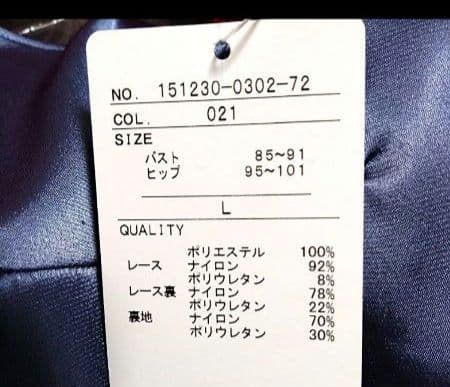 NO. 151230-0302-72
COL. 021
SIZE
バスト 85~91
ヒップ 95~101
L
QUALITY
ポリエステル 100%
レース ナイロン 92%
ポリウレタン 8%
レース裏 ナイロン 78%
ポリウレタン 22%
裏地 ナイロン 70%
ポリウレタン 30%